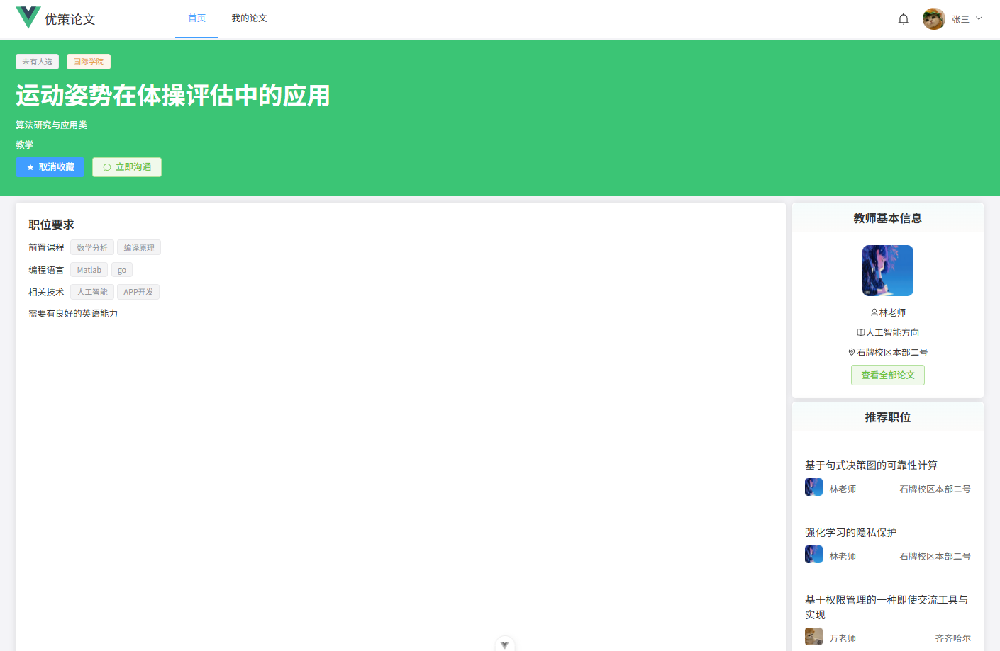 优策论文
首页
我的论文
张三
未有人选
国际学院
运动姿势在体操评估中的应用
算法研究与应用类
教学
取消收藏
立即沟通
职位要求
前置课程 数学分析 编译原理
编程语言 Matlab go
相关技术 人工智能 APP开发
需要有良好的英语能力
教师基本信息
林老师
人工智能方向
石牌校区本部二号
查看全部论文
推荐职位
基于句式决策图的可靠性计算
林老师 石牌校区本部二号
强化学习的隐私保护
林老师 石牌校区本部二号
基于权限管理的一种即使交流工具与
实现
万老师 齐齐哈尔